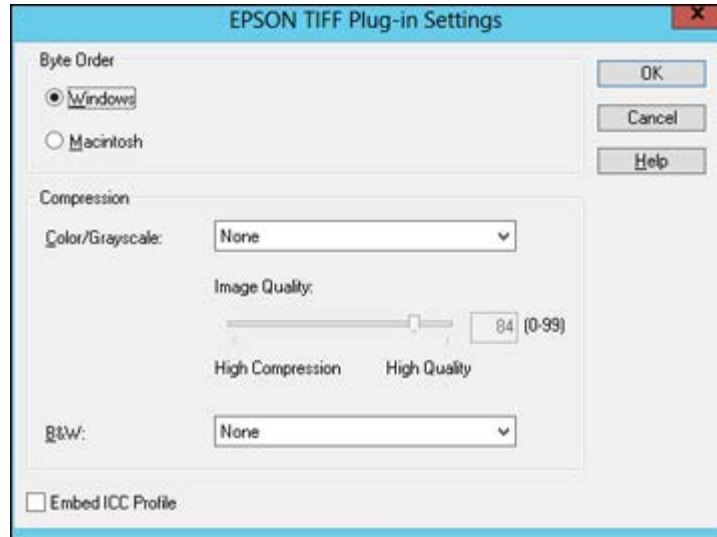 EPSON TIFF Plug-in Settings
x
Byte Order
Windows
Macintosh
OK
Cancel
Help
Compression
Color/Grayscale: None
Image Quality:
84 (0-99)
High Compression High Quality
B&W: None
Embed ICC Profile